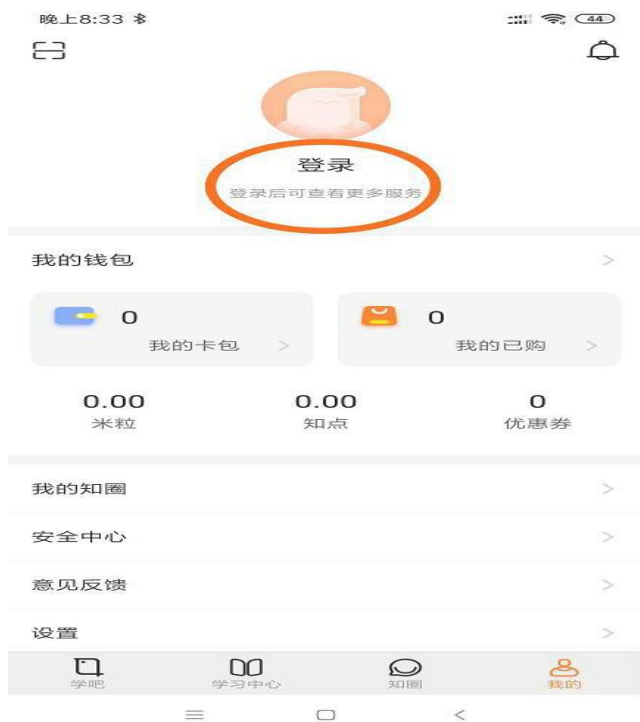 晚上8:33 44
登录
登录后可查看更多服务
我的钱包
0 0
我的卡包 我的已购
0.00 0.00 0
米粒 知点 优惠券
我的知圈
安全中心
意见反馈
设置
学吧 学习中心 知圈 我的